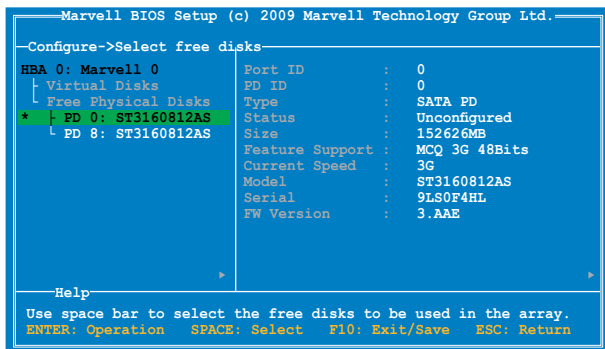 Marvell BIOS Setup (c) 2009 Marvell Technology Group Ltd.
Configure->Select free disks
HBA 0: Marvell 0
Virtual Disks
Free Physical Disks
* PD 0: ST3160812AS
PD 8: ST3160812AS
Port ID : 0
PD ID : 0
Type : SATA PD
Status : Unconfigured
Size : 152626MB
Feature Support : MCQ 3G 48Bits
Current Speed : 3G
Model : ST3160812AS
Serial : 9LS0F4HL
FW Version : 3.AAE
Help
Use space bar to select the free disks to be used in the array.
ENTER: Operation SPACE: Select F10: Exit/Save ESC: Return